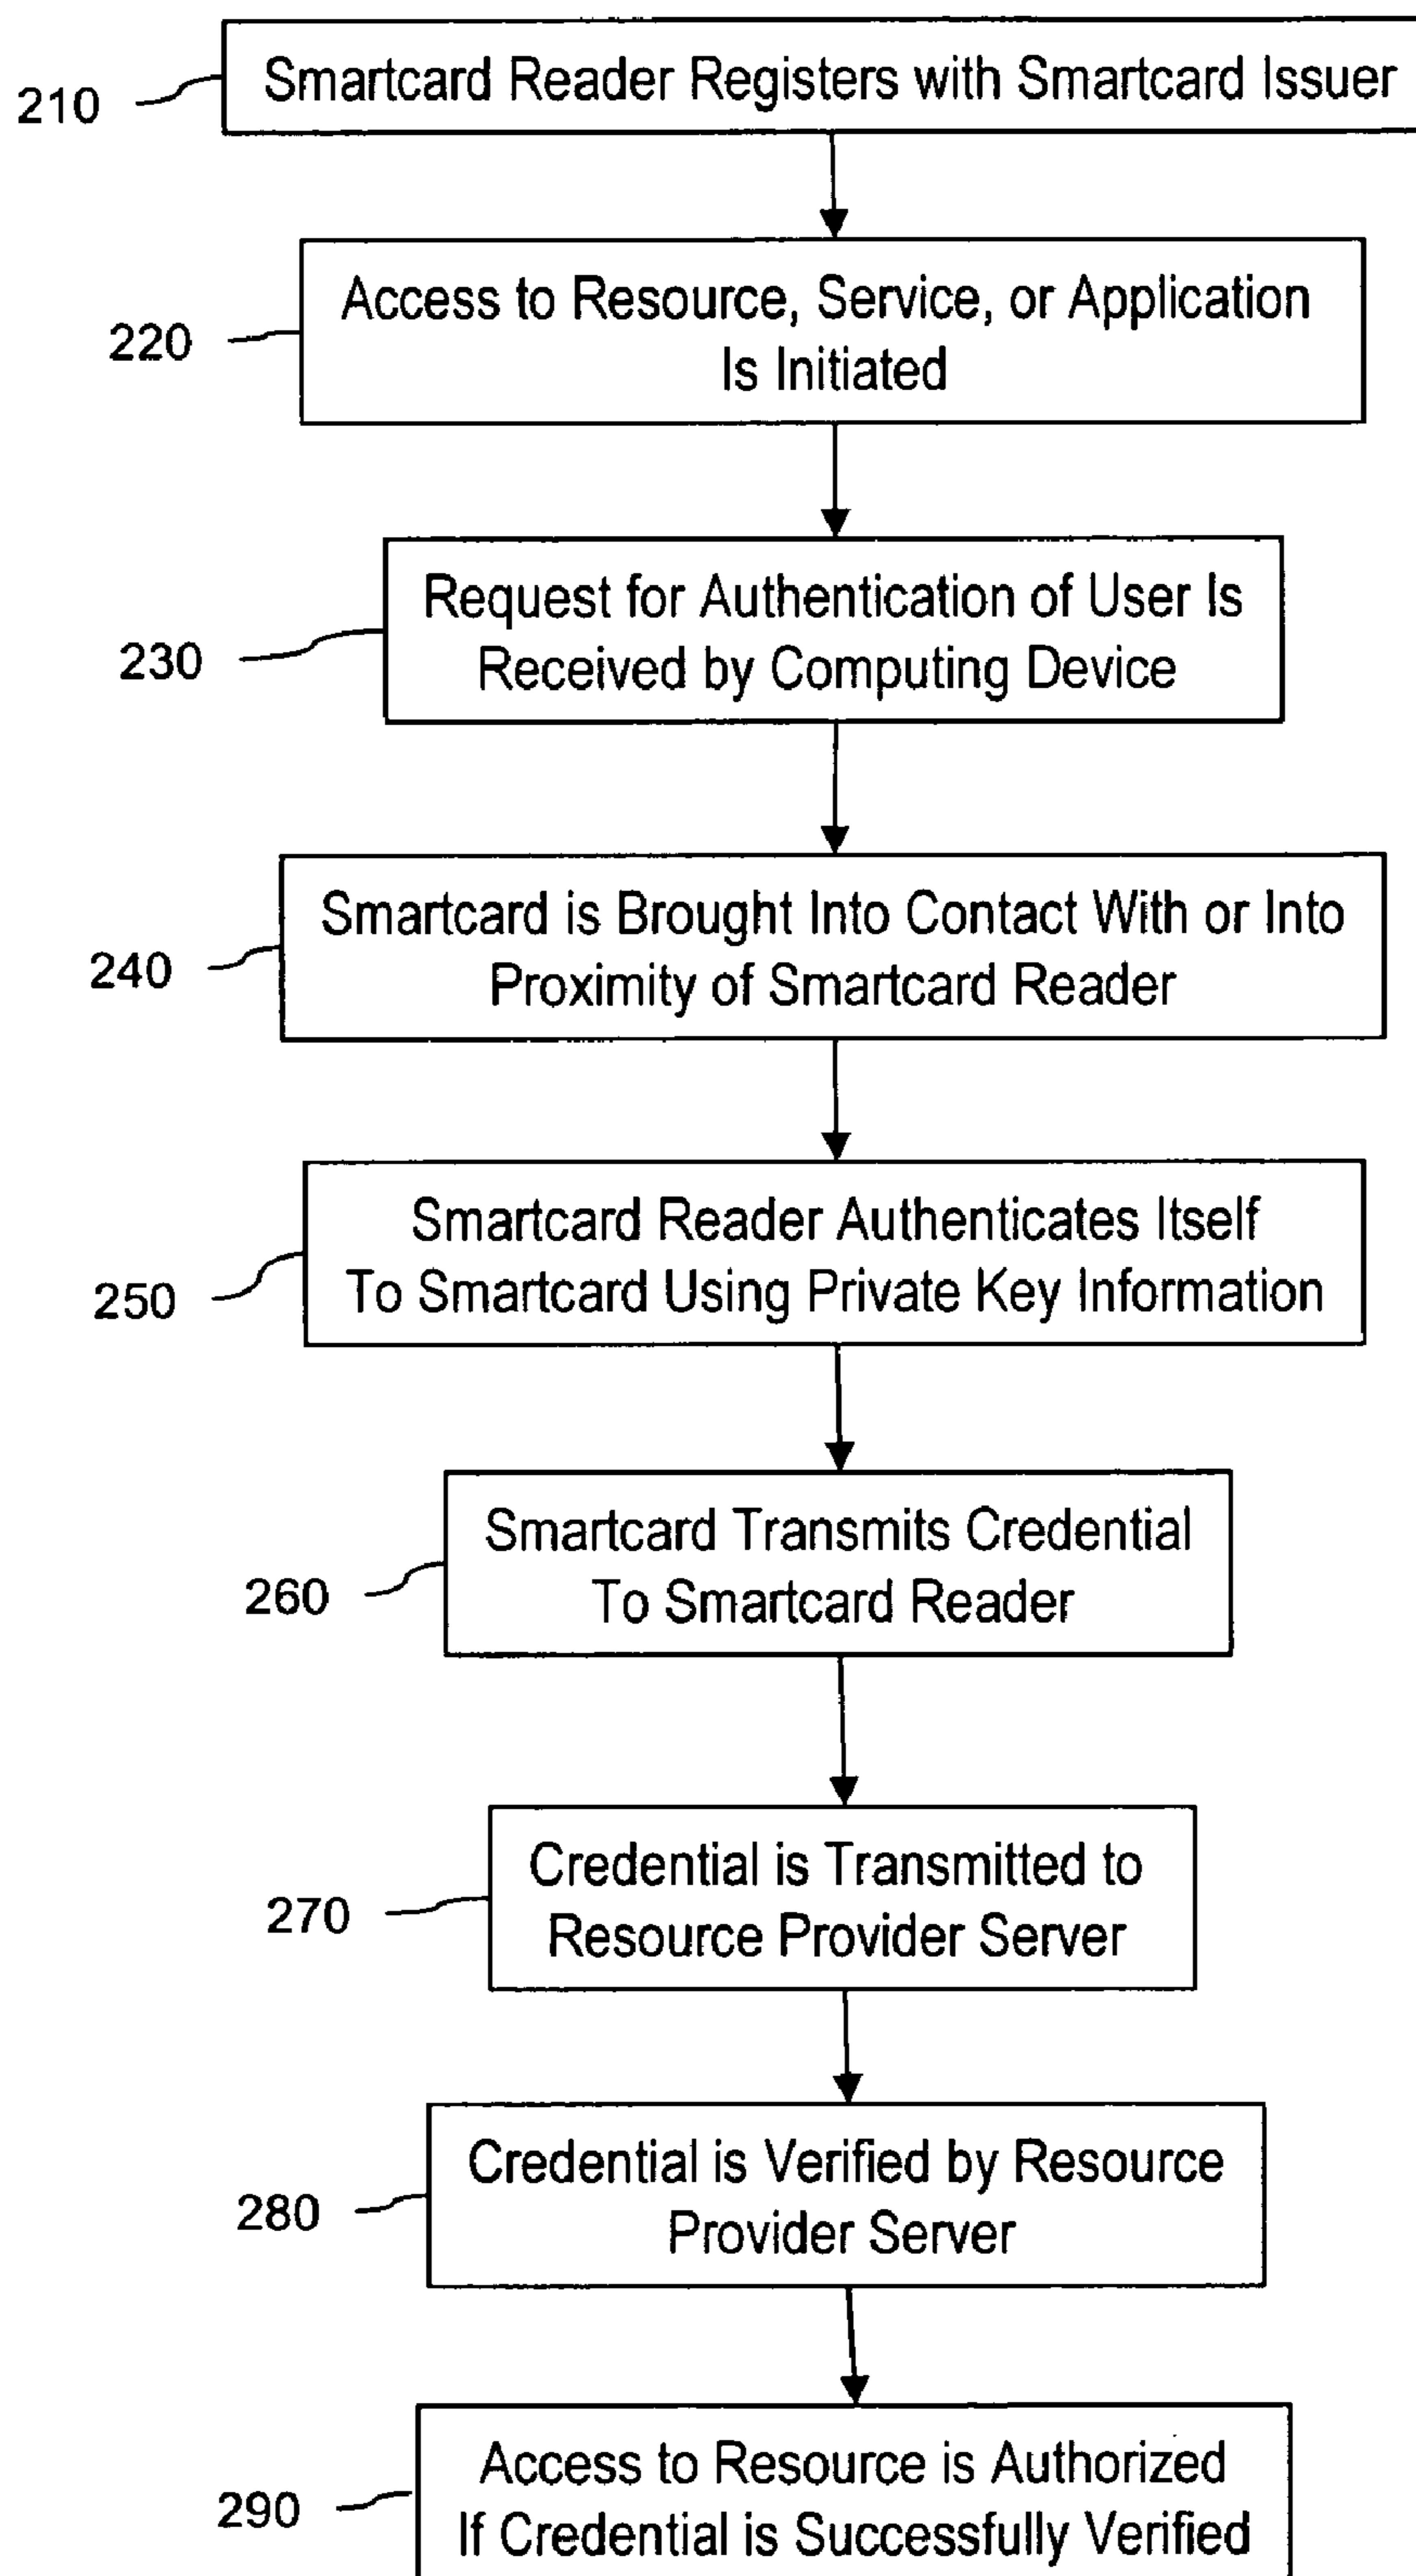 210
Smartcard Reader Registers with Smartcard Issuer
220
Access to Resource, Service, or Application
Is Initiated
230
Request for Authentication of User Is
Received by Computing Device
240
Smartcard is Brought Into Contact With or Into
Proximity of Smartcard Reader
250
Smartcard Reader Authenticates Itself
To Smartcard Using Private Key Information
260
Smartcard Transmits Credential
To Smartcard Reader
270
Credential is Transmitted to
Resource Provider Server
280
Credential is Verified by Resource
Provider Server
290
Access to Resource is Authorized
If Credential is Successfully Verified